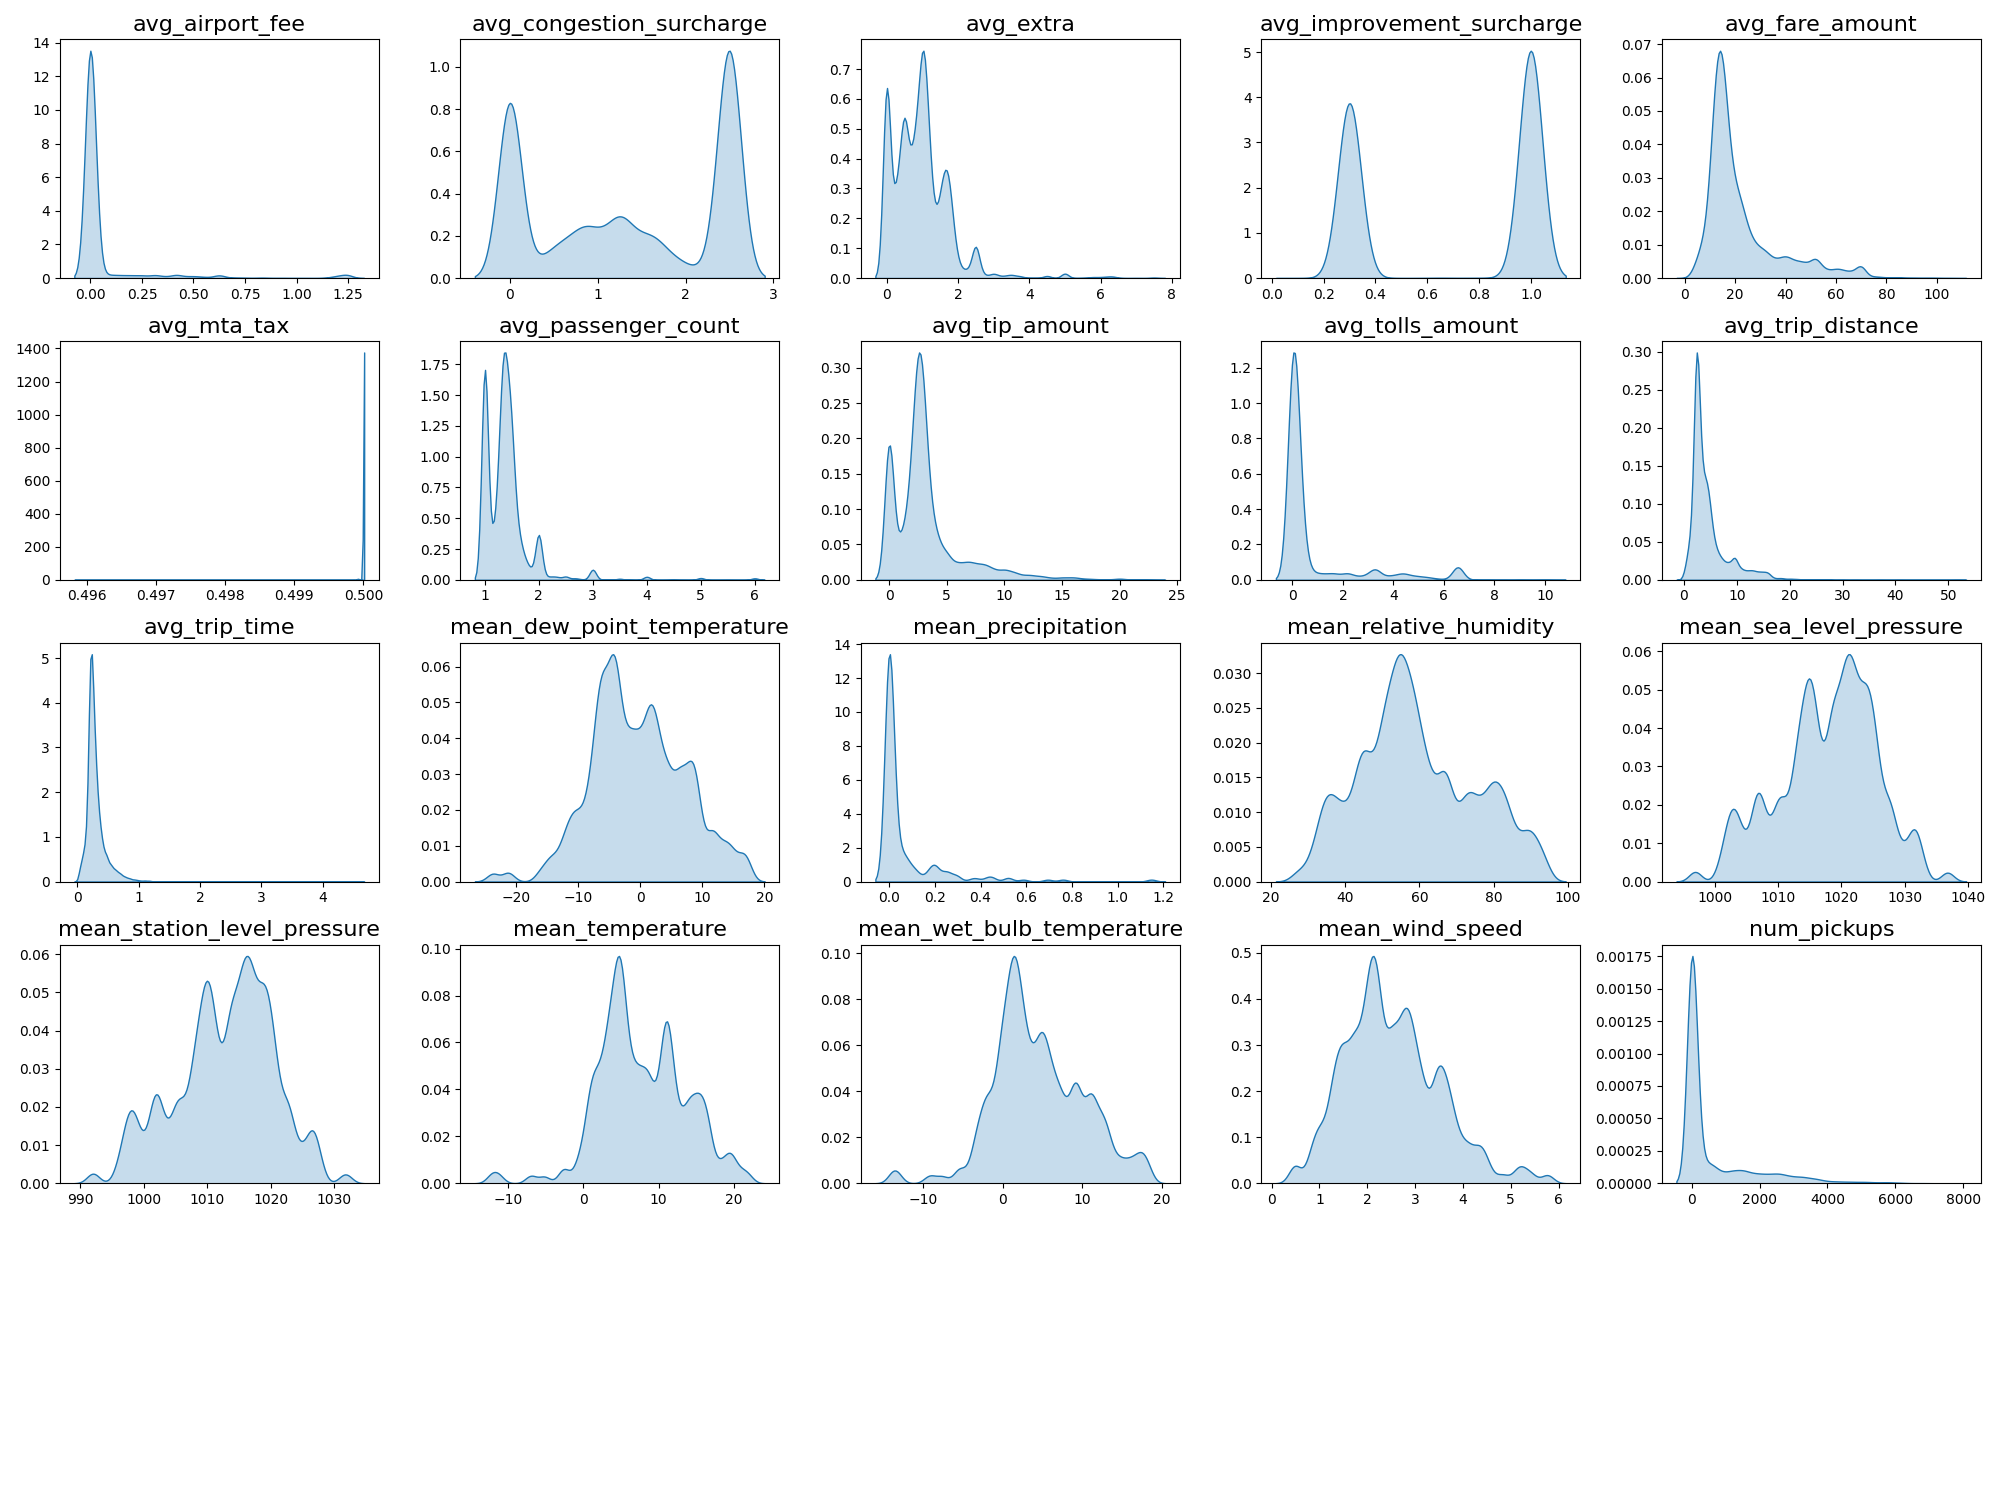 avg_airport_fee avg_congestion_surcharge avg_extra avg_improvement_surcharge avg_fare_amount
14 12 10 8 6 4 2 0
0.00 0.25 0.50 0.75 1.00 1.25
1.0 0.8 0.6 0.4 0.2 0.0
0 1 2 3
0.7 0.6 0.5 0.4 0.3 0.2 0.1 0.0
0 2 4 6 8
5 4 3 2 1 0
0.0 0.2 0.4 0.6 0.8 1.0
0.07 0.06 0.05 0.04 0.03 0.02 0.01 0.00
0 20 40 60 80 100
avg_mta_tax avg_passenger_count avg_tip_amount avg_tolls_amount avg_trip_distance
1400 1200 1000 800 600 400 200 0
0.496 0.497 0.498 0.499 0.500
1.75 1.50 1.25 1.00 0.75 0.50 0.25 0.00
1 2 3 4 5 6
0.30 0.25 0.20 0.15 0.10 0.05 0.00
0 5 10 15 20 25
1.2 1.0 0.8 0.6 0.4 0.2 0.0
0 2 4 6 8 10
0.30 0.25 0.20 0.15 0.10 0.05 0.00
0 10 20 30 40 50
avg_trip_time mean_dew_point_temperature mean_precipitation mean_relative_humidity mean_sea_level_pressure
5 4 3 2 1 0
0 1 2 3 4
0.06 0.05 0.04 0.03 0.02 0.01 0.00
−20 −10 0 10 20
14 12 10 8 6 4 2 0
0.0 0.2 0.4 0.6 0.8 1.0 1.2
0.030 0.025 0.020 0.015 0.010 0.005 0.000
20 40 60 80 100
0.06 0.05 0.04 0.03 0.02 0.01 0.00
1000 1010 1020 1030 1040
mean_station_level_pressure mean_temperature mean_wet_bulb_temperature mean_wind_speed num_pickups
0.06 0.05 0.04 0.03 0.02 0.01 0.00
990 1000 1010 1020 1030
0.10 0.08 0.06 0.04 0.02 0.00
−10 0 10 20
0.10 0.08 0.06 0.04 0.02 0.00
−10 0 10 20
0.5 0.4 0.3 0.2 0.1 0.0
0 1 2 3 4 5 6
0.00175 0.00150 0.00125 0.00100 0.00075 0.00050 0.00025 0.00000
0 2000 4000 6000 8000